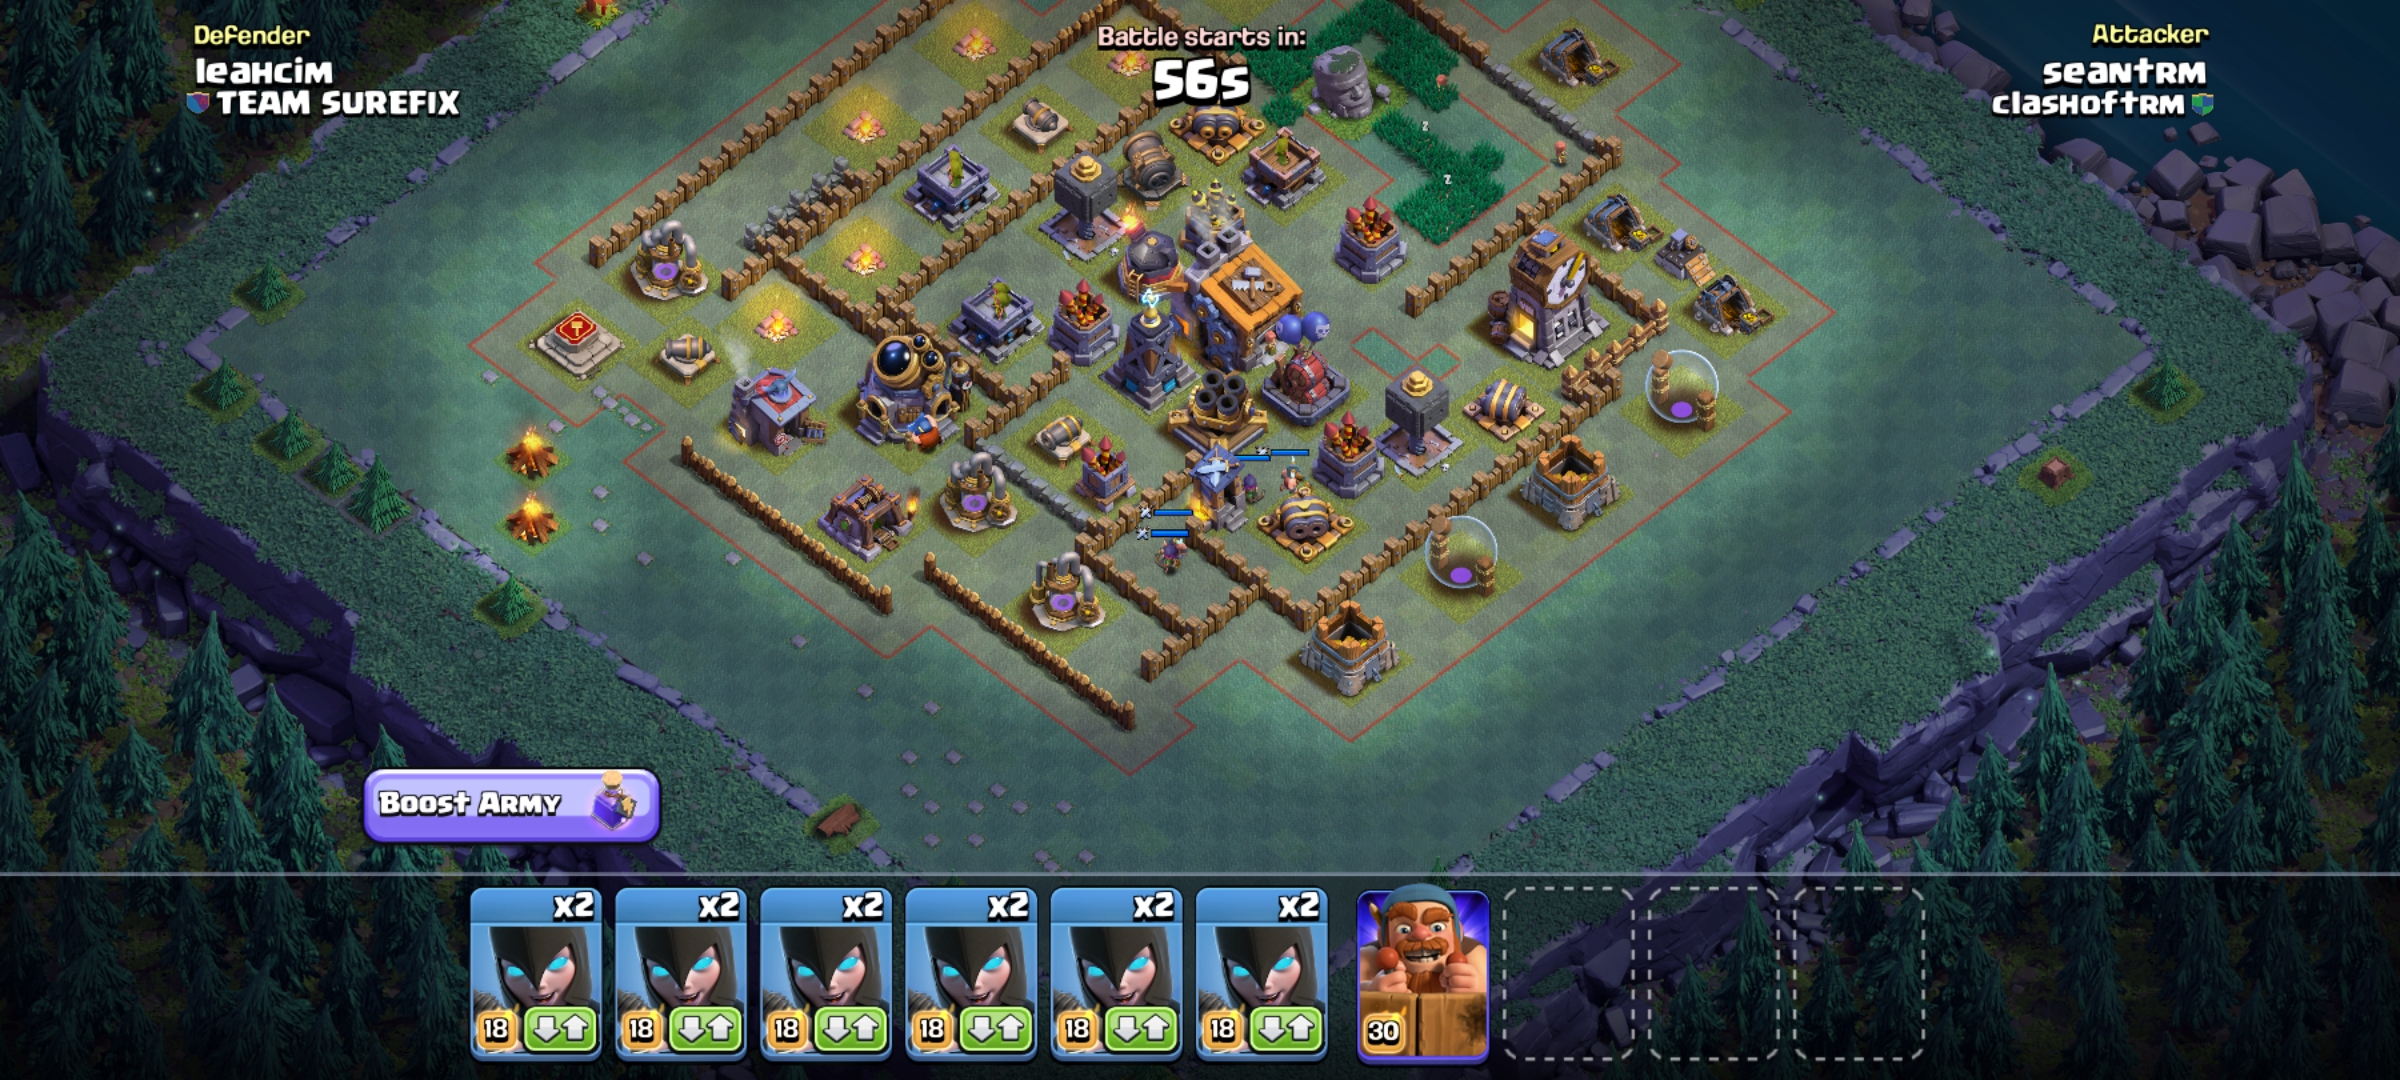 Defender
leahcim
TEAM SUREFIX
Battle starts in:
56s
Attacker
seantrm
clashoftrm
z
z
Boost Army
x2
x2
x2
x2
x2
x2
18
18
18
18
18
18
30